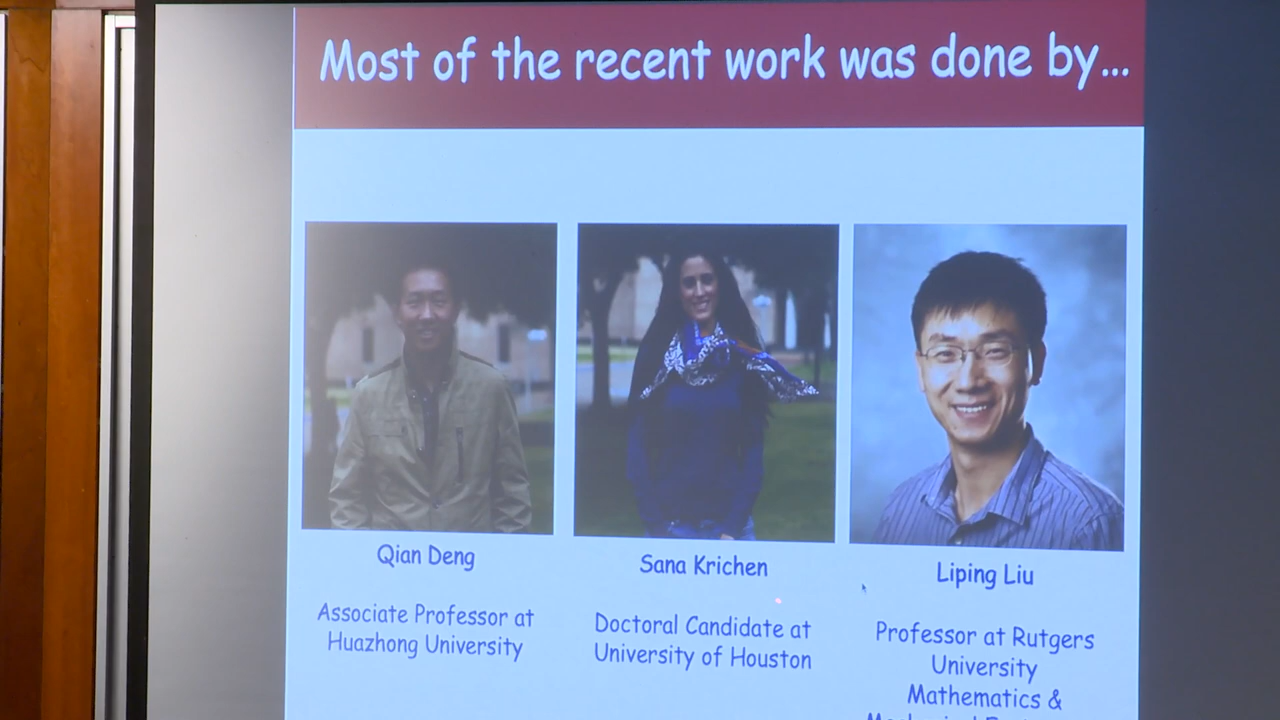 Most of the recent work was done by...
Qian Deng
Associate Professor at
Huazhong University
Sana Krichen
Doctoral Candidate at
University of Houston
Liping Liu
Professor at Rutgers
University
Mathematics &